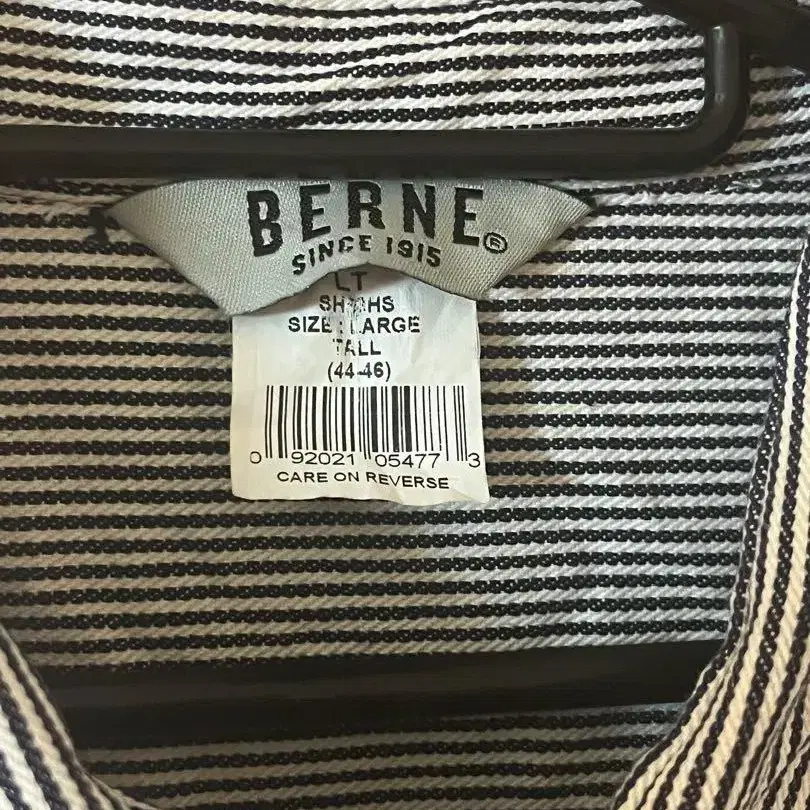 BERNE®
SINCE 1915
LT
SIZE : LARGE
TALL
(44-46)
0 92021 05477 3
CARE ON REVERSE